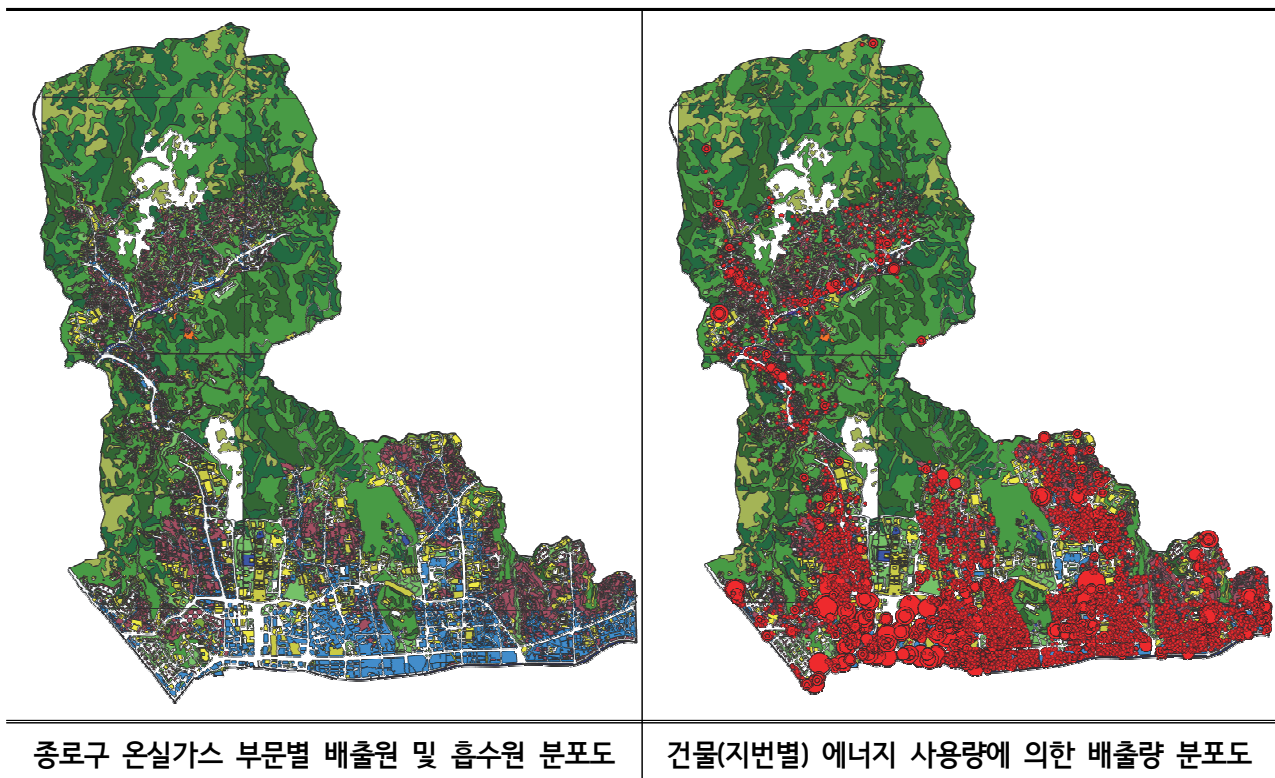 종로구 온실가스 부문별 배출원 및 흡수원 분포도
건물(지번별) 에너지 사용량에 의한 배출량 분포도